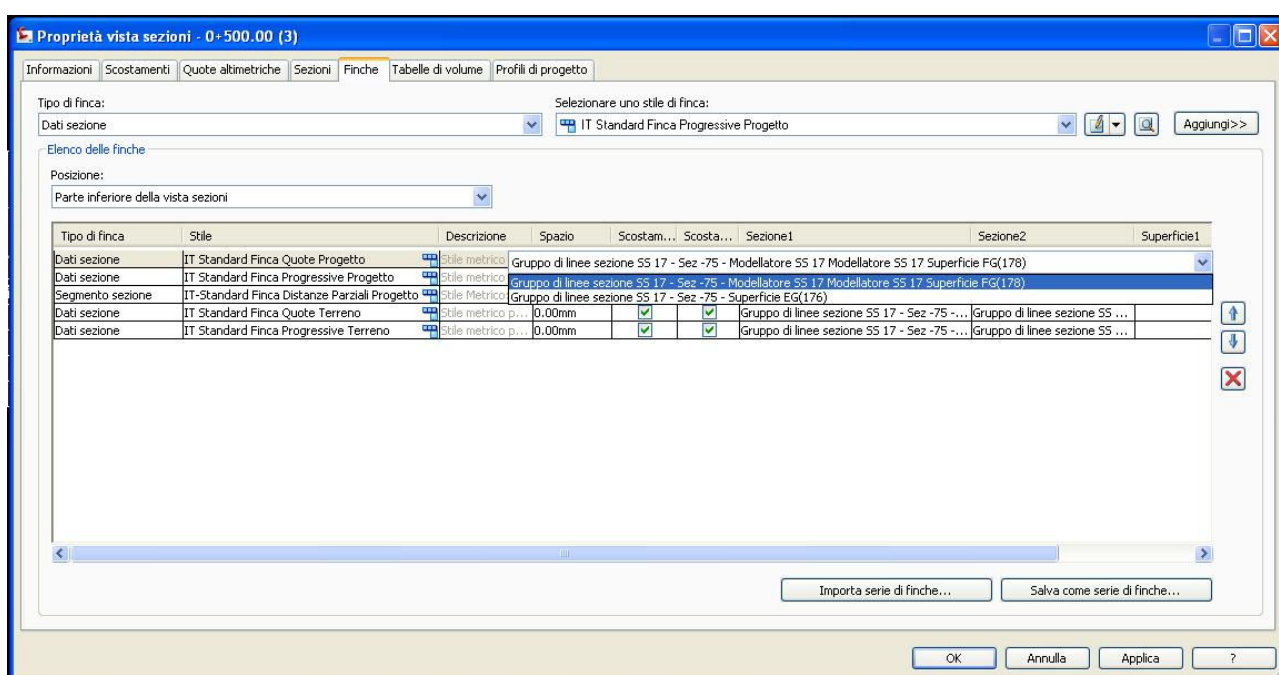 Proprietà vista sezioni - 0+500.00 (3)
Informazioni Scostamenti Quote altimetriche Sezioni Finche Tabelle di volume Profili di progetto
Tipo di finca: Selezionare uno stile di finca:
Dati sezione IT Standard Finca Progressive Progetto Aggiungi>>
Elenco delle finche
Posizione:
Parte inferiore della vista sezioni
Tipo di finca Stile Descrizione Spazio Scostam... Scosta... Sezione1 Sezione2 Superficie1
Dati sezione IT Standard Finca Quote Progetto Stile metrico Gruppo di linee sezione SS 17 - Sez -75 - Modellatore SS 17 Modellatore SS 17 Superficie FG(178)
Dati sezione IT Standard Finca Progressive Progetto Stile metrico Gruppo di linee sezione SS 17 - Sez -75 - Modellatore SS 17 Modellatore SS 17 Superficie FG(178)
Segmento sezione IT-Standard Finca Distanze Parziali Progetto Stile Metrico Gruppo di linee sezione SS 17 - Sez -75 - Superficie EG(176)
Dati sezione IT Standard Finca Quote Terreno Stile metrico p... 0.00mm Gruppo di linee sezione SS 17 - Sez -75 -... Gruppo di linee sezione SS ...
Dati sezione IT Standard Finca Progressive Terreno Stile metrico p... 0.00mm Gruppo di linee sezione SS 17 - Sez -75 -... Gruppo di linee sezione SS ...
Importa serie di finche... Salva come serie di finche...
OK Annulla Applica ?